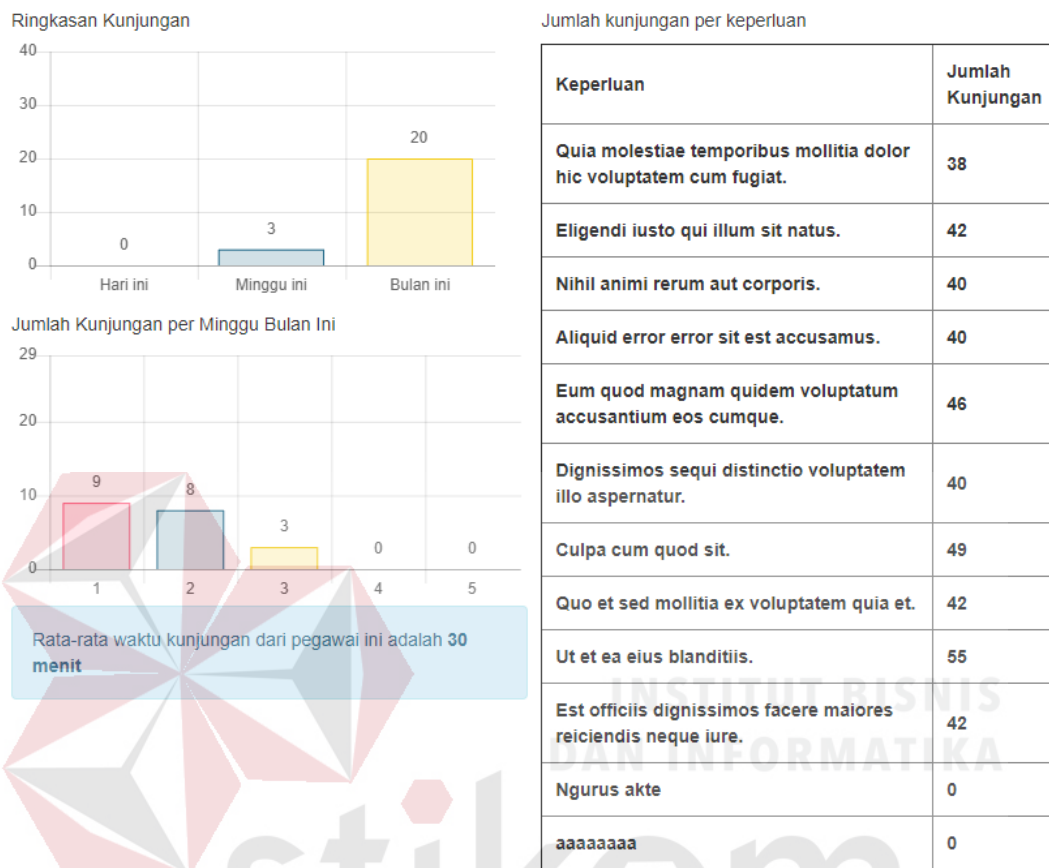 Ringkasan Kunjungan
40
30
20
10
0
0
3
20
Hari ini
Minggu ini
Bulan ini
Jumlah Kunjungan per Minggu Bulan Ini
29
20
10
0
9
8
3
0
0
1
2
3
4
5
Rata-rata waktu kunjungan dari pegawai ini adalah 30
menit
Jumlah kunjungan per keperluan
Keperluan
Jumlah
Kunjungan
Quia molestiae temporibus mollitia dolor
hic voluptatem cum fugiat.
38
Eligendi iusto qui illum sit natus.
42
Nihil animi rerum aut corporis.
40
Aliquid error error sit est accusamus.
40
Eum quod magnam quidem voluptatum
accusantium eos cumque.
46
Dignissimos sequi distinctio voluptatem
illo aspernatur.
40
Culpa cum quod sit.
49
Quo et sed mollitia ex voluptatem quia et.
42
Ut et ea eius blanditiis.
55
Est officiis dignissimos facere maiores
reiciendis neque iure.
42
Ngurus akte
0
aaaaaaaa
0
INSTITUT BISNIS
DAN INFORMATIKA
stikom